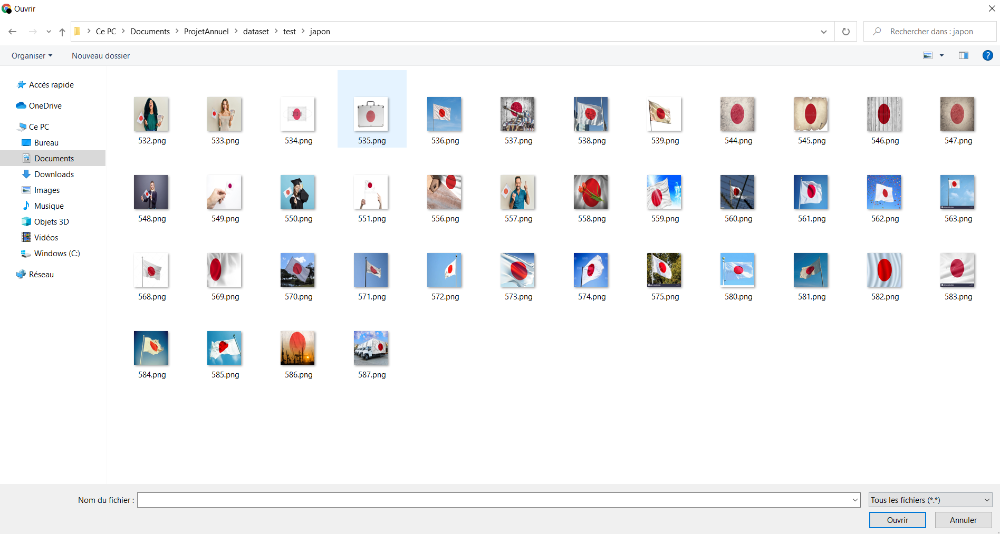 Ouvrir
Ce PC > Documents > ProjetAnnuel > dataset > test > japon
Rechercher dans : japon
Organiser
Nouveau dossier
?
Accès rapide
OneDrive
Ce PC
Bureau
Documents
Downloads
Images
Musique
Objets 3D
Vidéos
Windows (C:)
Réseau
532.png 533.png 534.png 535.png 536.png 537.png 538.png 539.png 544.png 545.png 546.png 547.png
548.png 549.png 550.png 551.png 556.png 557.png 558.png 559.png 560.png 561.png 562.png 563.png
568.png 569.png 570.png 571.png 572.png 573.png 574.png 575.png 580.png 581.png 582.png 583.png
584.png 585.png 586.png 587.png
Nom du fichier :
Tous les fichiers (*.*)
Ouvrir
Annuler